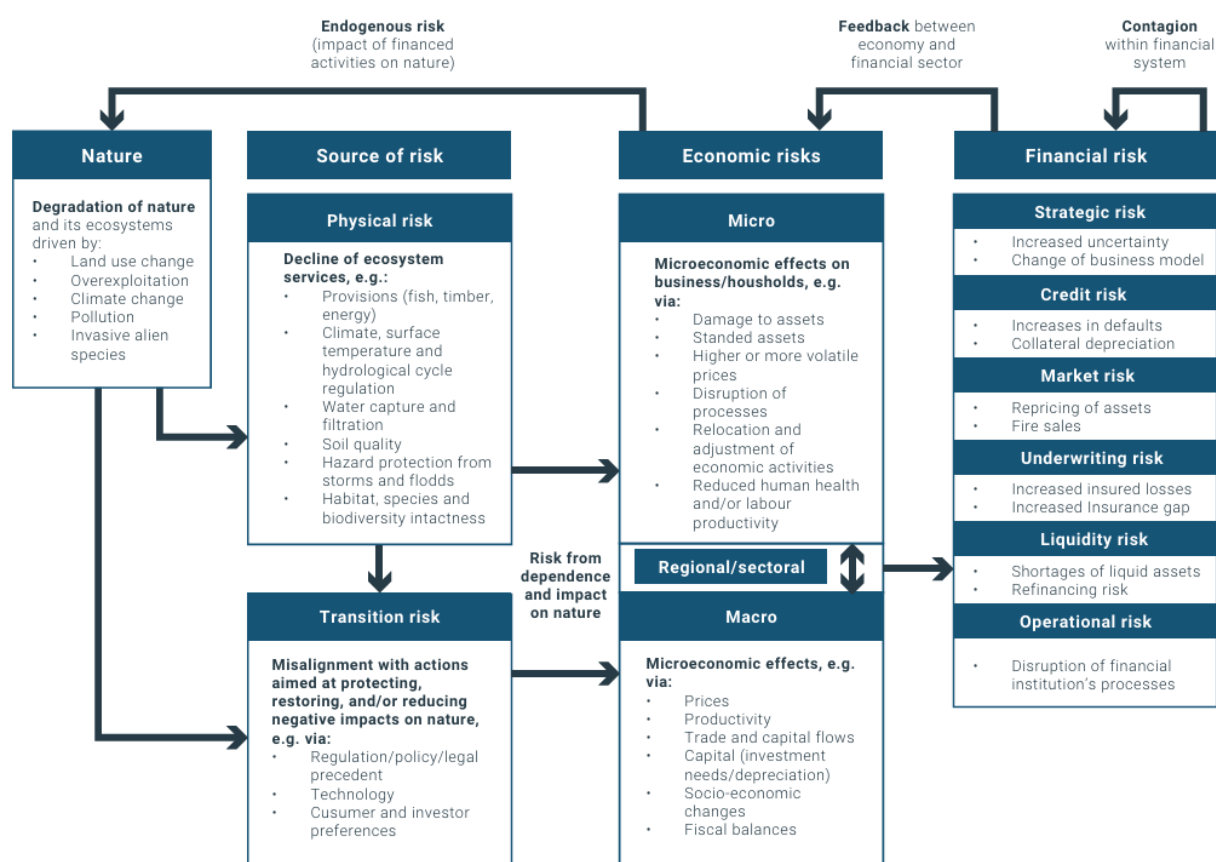 Endogenous risk
(impact of financed
activities on nature)
Feedback between
economy and
financial sector
Contagion
within financial
system
Nature
Degradation of nature
and its ecosystems
driven by:
• Land use change
• Overexploitation
• Climate change
• Pollution
• Invasive alien
species
Source of risk
Physical risk
Decline of ecosystem
services, e.g.:
• Provisions (fish, timber,
energy)
• Climate, surface
temperature and
hydrological cycle
regulation
• Water capture and
filtration
• Soil quality
• Hazard protection from
storms and flodds
• Habitat, species and
biodiversity intactness
Transition risk
Misalignment with actions
aimed at protecting,
restoring, and/or reducing
negative impacts on nature,
e.g. via:
• Regulation/policy/legal
precedent
• Technology
• Cusumer and investor
preferences
Risk from
dependence
and impact
on nature
Economic risks
Micro
Microeconomic effects on
business/housholds, e.g.
via:
• Damage to assets
• Standed assets
• Higher or more volatile
prices
• Disruption of
processes
• Relocation and
adjustment of
economic activities
• Reduced human health
and/or labour
productivity
Regional/sectoral
Macro
Microeconomic effects, e.g.
via:
• Prices
• Productivity
• Trade and capital flows
• Capital (investment
needs/depreciation)
• Socio-economic
changes
• Fiscal balances
Financial risk
Strategic risk
• Increased uncertainty
• Change of business model
Credit risk
• Increases in defaults
• Collateral depreciation
Market risk
• Repricing of assets
• Fire sales
Underwriting risk
• Increased insured losses
• Increased Insurance gap
Liquidity risk
• Shortages of liquid assets
• Refinancing risk
Operational risk
• Disruption of financial
institution's processes